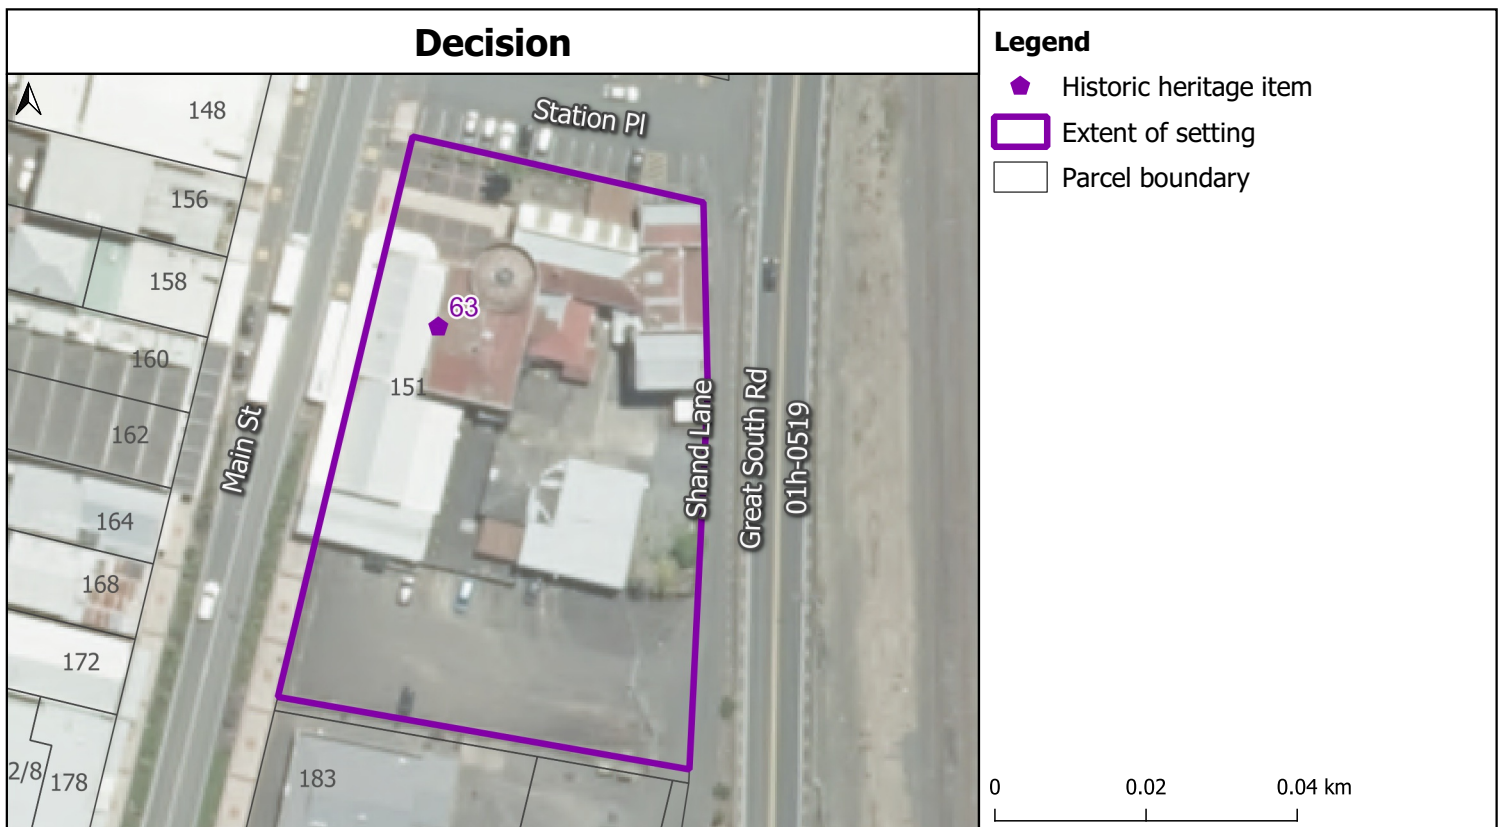 Decision
Legend
Historic heritage item
Extent of setting
Parcel boundary
Station Pl
148
156
158
63
160
151
162
Main St
Shand Lane
Great South Rd
01h-0519
164
168
172
2/8
178
183
0 0.02 0.04 km